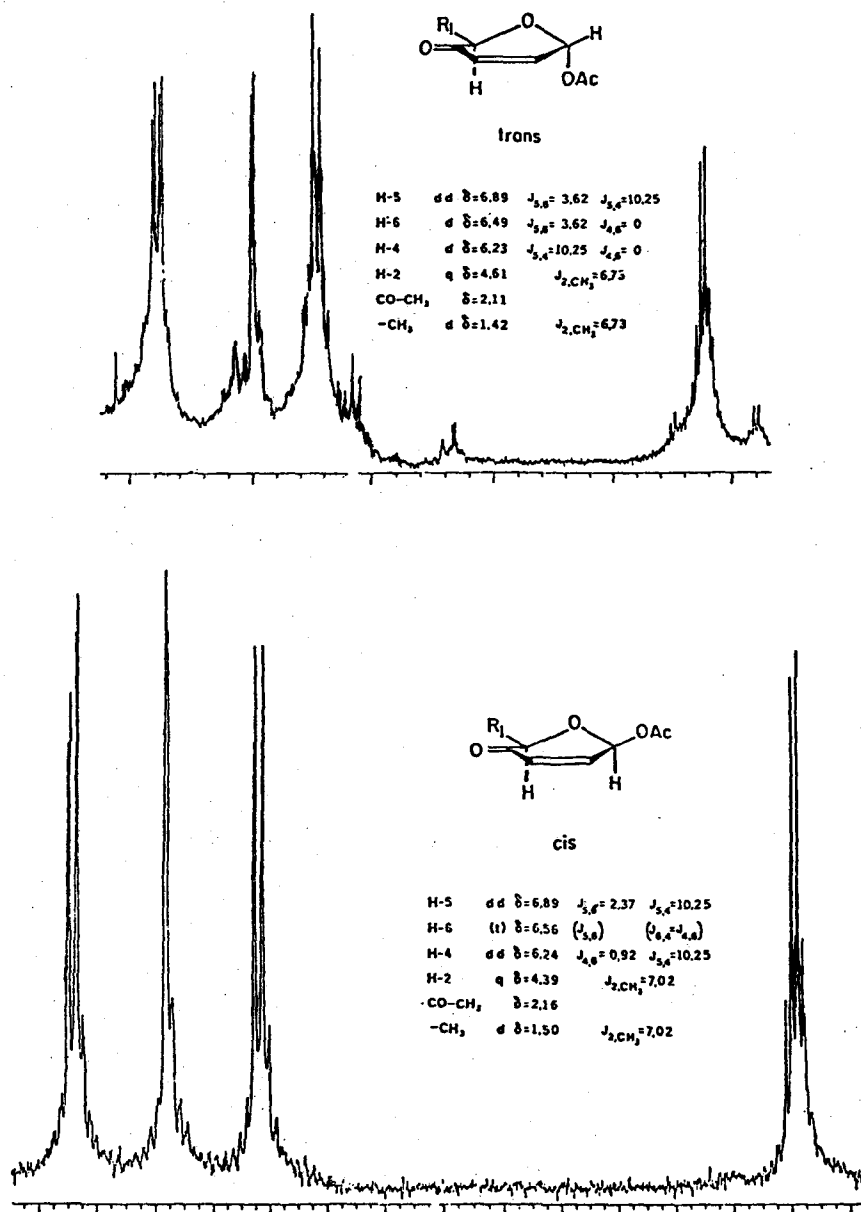 R₁
O
H
O
H
OAc
trans
H-5 dd δ=6,89 J₅,₆= 3,62 J₅,₄=10,25
H-6 d δ=6,49 J₅,₆= 3,62 J₄,₆= 0
H-4 d δ=6,23 J₅,₄=10,25 J₄,₆= 0
H-2 q δ=4,61 J₂,CH₃=6,73
CO-CH₃ δ=2,11
-CH₃ d δ=1,42 J₂,CH₃=6,73
R₁
O
OAc
O
H
H
cis
H-5 dd δ=6,89 J₅,₆= 2,37 J₅,₄=10,25
H-6 (t) δ=6,56 (J₅,₆) (J₆,₄=J₄,₆)
H-4 dd δ=6,24 J₄,₆= 0,92 J₅,₄=10,25
H-2 q δ=4,39 J₂,CH₃=7,02
CO-CH₃ δ=2,16
-CH₃ d δ=1,50 J₂,CH₃=7,02